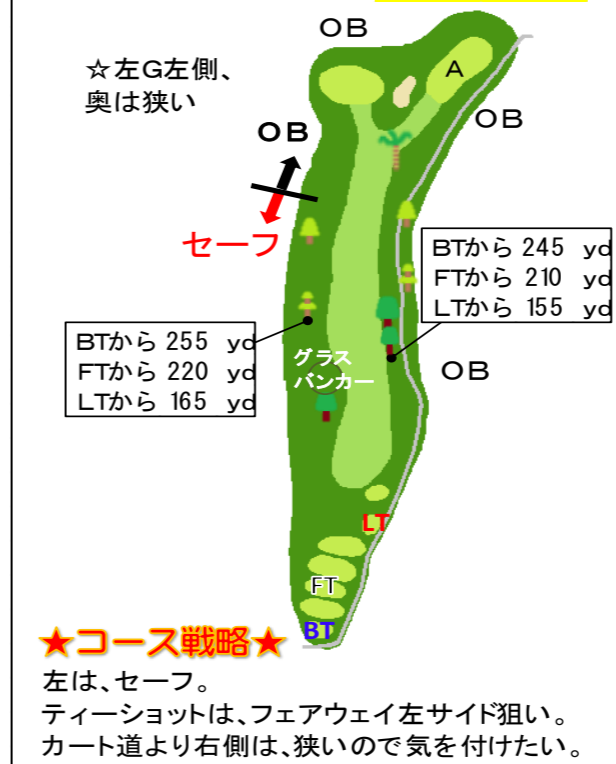 OB
☆左G左側、
奥は狭い
A
OB
OB
セーフ
BTから 245 yd
FTから 210 yd
LTから 155 yd
BTから 255 yd
FTから 220 yd
LTから 165 yd
グラス
バンカー
OB
LT
FT
BT
★コース戦略★
左は、セーフ。
ティーショットは、フェアウェイ左サイド狙い。
カート道より右側は、狭いので気を付けたい。